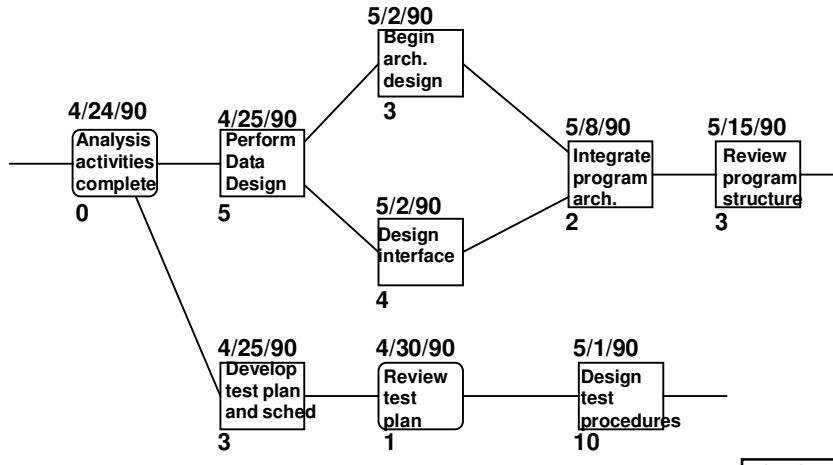 5/2/90
Begin
arch.
design
3
4/24/90
Analysis
activities
complete
0
4/25/90
Perform
Data
Design
5
5/2/90
Design
interface
4
5/8/90
Integrate
program
arch.
2
5/15/90
Review
program
structure
3
4/25/90
Develop
test plan
and sched
3
4/30/90
Review
test
plan
1
5/1/90
Design
test
procedures
10